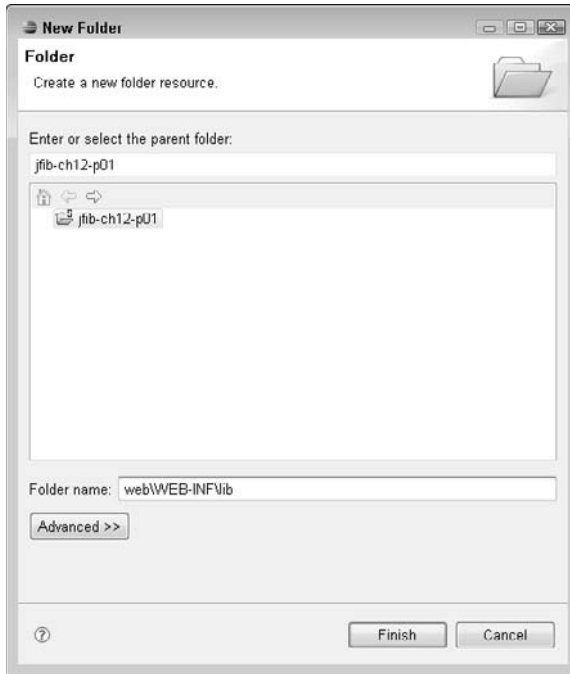 New Folder
Folder
Create a new folder resource.
Enter or select the parent folder:
jfib-ch12-p01
jfib-ch12-p01
Folder name: web\WEB-INF\lib
Advanced >>
?
Finish Cancel